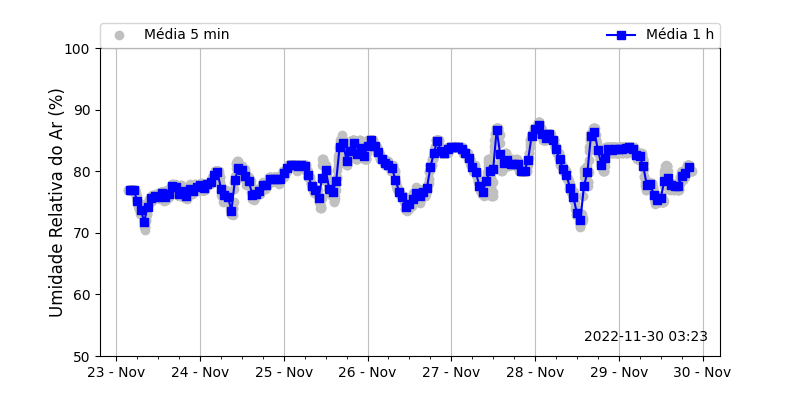 Média 5 min
Média 1 h
100
90
80
70
60
50
Umidade Relativa do Ar (%)
2022-11-30 03:23
23 - Nov
24 - Nov
25 - Nov
26 - Nov
27 - Nov
28 - Nov
29 - Nov
30 - Nov